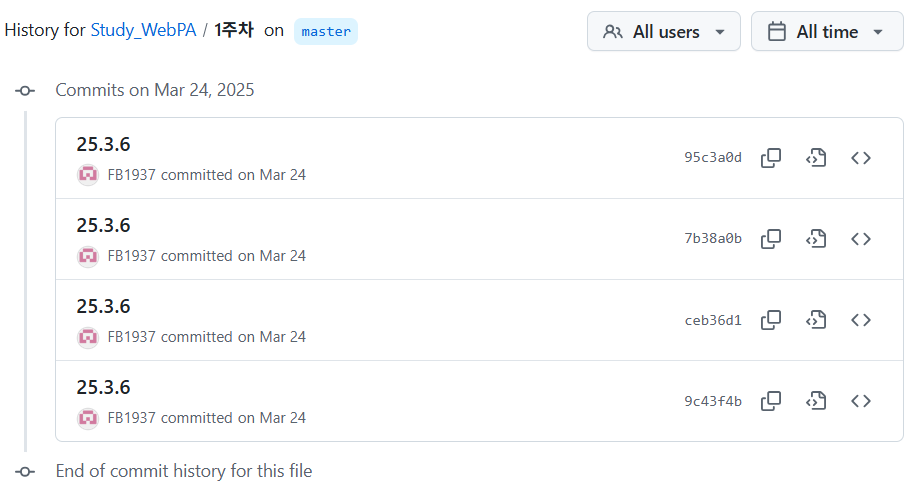 History for Study_WebPA / 1주차 on master
All users
All time
Commits on Mar 24, 2025
25.3.6
FB1937 committed on Mar 24
95c3a0d
25.3.6
FB1937 committed on Mar 24
7b38a0b
25.3.6
FB1937 committed on Mar 24
ceb36d1
25.3.6
FB1937 committed on Mar 24
9c43f4b
End of commit history for this file